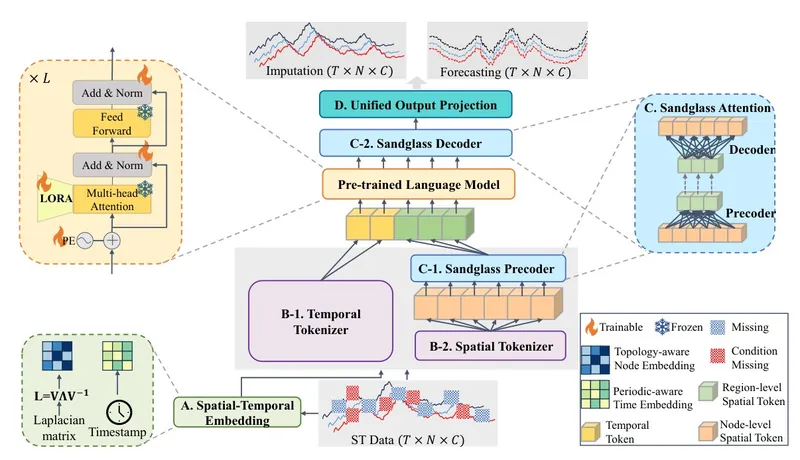 Imputation (T × N × C)
Forecasting (T × N × C)
× L
Add & Norm
Feed
Forward
Add & Norm
LORA
Multi-head
Attention
PE
D. Unified Output Projection
C-2. Sandglass Decoder
Pre-trained Language Model
C-1. Sandglass Precoder
B-1. Temporal
Tokenizer
B-2. Spatial Tokenizer
C. Sandglass Attention
Decoder
Precoder
L=VΛV⁻¹
Laplacian
matrix
Timestamp
A. Spatial-Temporal
Embedding
ST Data (T × N × C)
Trainable
Frozen
Missing
Topology-aware
Node Embedding
Condition
Missing
Periodic-aware
Time Embedding
Region-level
Spatial Token
Temporal
Token
Node-level
Spatial Token